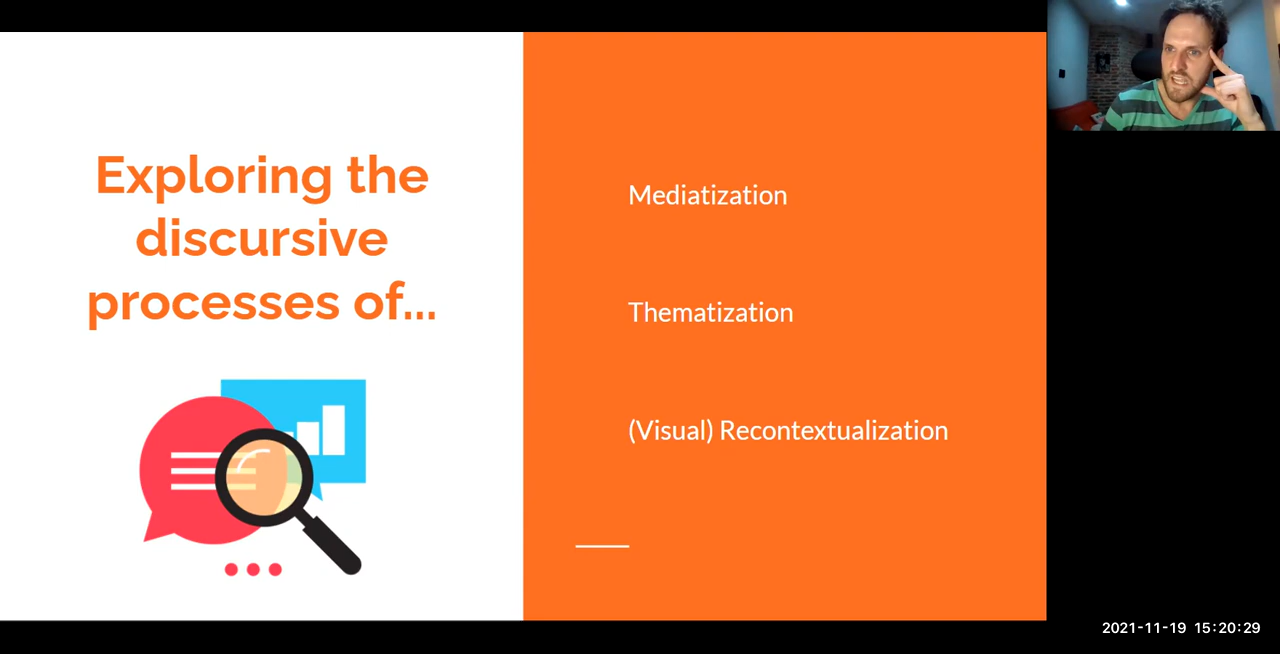 Exploring the
discursive
processes of...
Mediatization
Thematization
(Visual) Recontextualization
2021-11-19 15:20:29